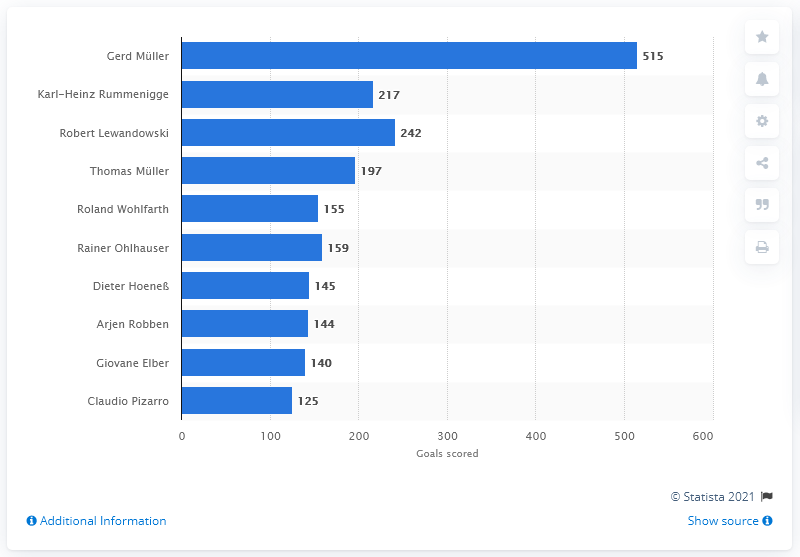 Gerd Müller 515
Karl-Heinz Rummenigge 217
Robert Lewandowski 242
Thomas Müller 197
Roland Wohlfarth 155
Rainer Ohlhauser 159
Dieter Hoeneß 145
Arjen Robben 144
Giovane Elber 140
Claudio Pizarro 125
0 100 200 300 400 500 600
Goals scored
© Statista 2021
Additional Information
Show source